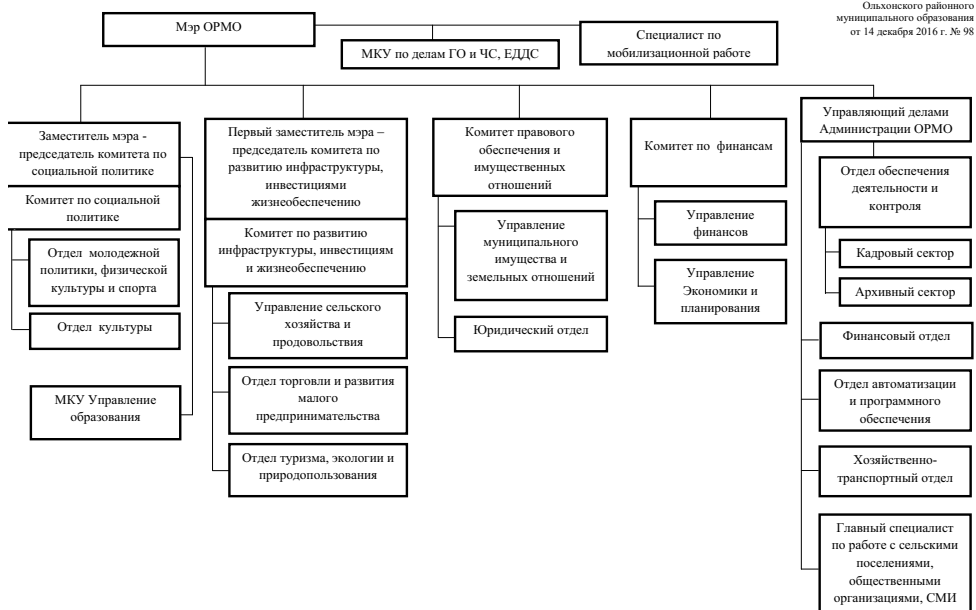 Ольхонского районного
муниципального образования
от 14 декабря 2016 г. № 98
Мэр ОРМО
МКУ по делам ГО и ЧС, ЕДДС
Специалист по
мобилизационной работе
Заместитель мэра -
председатель комитета по
социальной политике
Комитет по социальной
политике
Отдел молодежной
политики, физической
культуры и спорта
Отдел культуры
МКУ Управление
образования
Первый заместитель мэра –
председатель комитета по
развитию инфраструктуры,
инвестициями
жизнеобеспечению
Комитет по развитию
инфраструктуры, инвестициям
и жизнеобеспечению
Управление сельского
хозяйства и
продовольствия
Отдел торговли и развития
малого
предпринимательства
Отдел туризма, экологии и
природопользования
Комитет правового
обеспечения и
имущественных
отношений
Управление
муниципального
имущества и
земельных отношений
Юридический отдел
Комитет по финансам
Управление
финансов
Управление
Экономики и
планирования
Управляющий делами
Администрации ОРМО
Отдел обеспечения
деятельности и
контроля
Кадровый сектор
Архивный сектор
Финансовый отдел
Отдел автоматизации
и программного
обеспечения
Хозяйственно-
транспортный отдел
Главный специалист
по работе с сельскими
поселениями,
общественными
организациями, СМИ